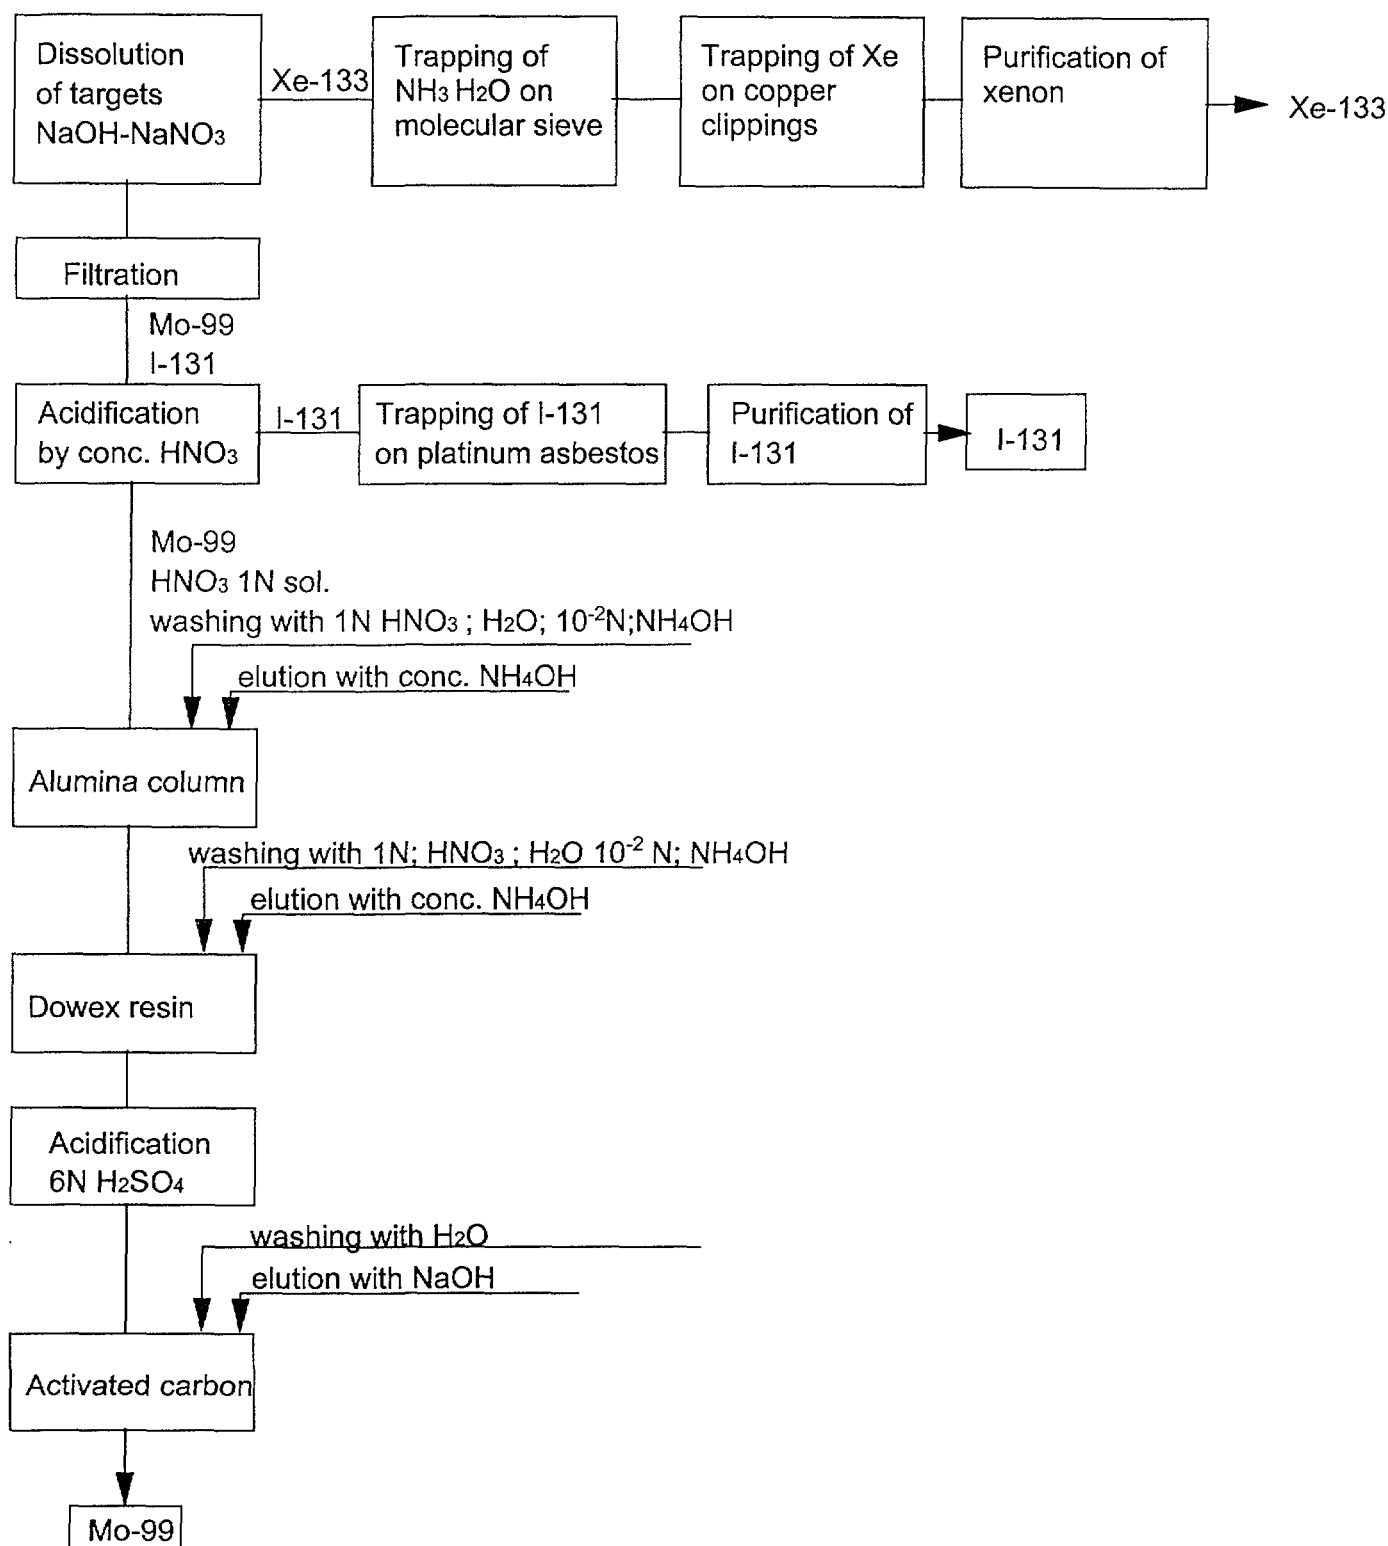 Dissolution
of targets
NaOH-NaNO₃
Xe-133
Trapping of
NH₃ H₂O on
molecular sieve
Trapping of Xe
on copper
clippings
Purification of
xenon
Xe-133
Filtration
Mo-99
I-131
Acidification
by conc. HNO₃
I-131
Trapping of I-131
on platinum asbestos
Purification of
I-131
I-131
Mo-99
HNO₃ 1N sol.
washing with 1N HNO₃ ; H₂O; 10⁻²N;NH₄OH
elution with conc. NH₄OH
Alumina column
washing with 1N; HNO₃ ; H₂O 10⁻² N; NH₄OH
elution with conc. NH₄OH
Dowex resin
Acidification
6N H₂SO₄
washing with H₂O
elution with NaOH
Activated carbon
Mo-99